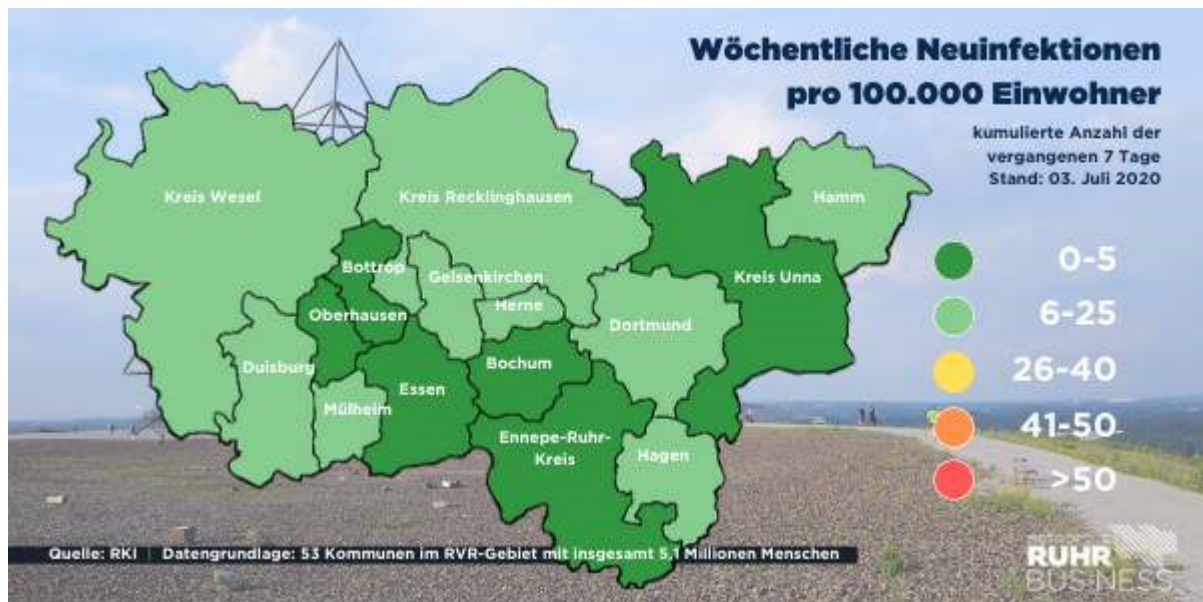 Wöchentliche Neuinfektionen
pro 100.000 Einwohner
kumulierte Anzahl der
vergangenen 7 Tage
Stand: 03. Juli 2020
Kreis Wesel
Kreis Recklinghausen
Hamm
Bottrop
Gelsenkirchen
Kreis Unna
Oberhausen
Herne
Dortmund
Duisburg
Essen
Bochum
Mülheim
Ennepe-Ruhr-
Kreis
Hagen
0-5
6-25
26-40
41-50
>50
Quelle: RKI | Datengrundlage: 53 Kommunen im RVR-Gebiet mit insgesamt 5,1 Millionen Menschen
RUHR
BUSINESS